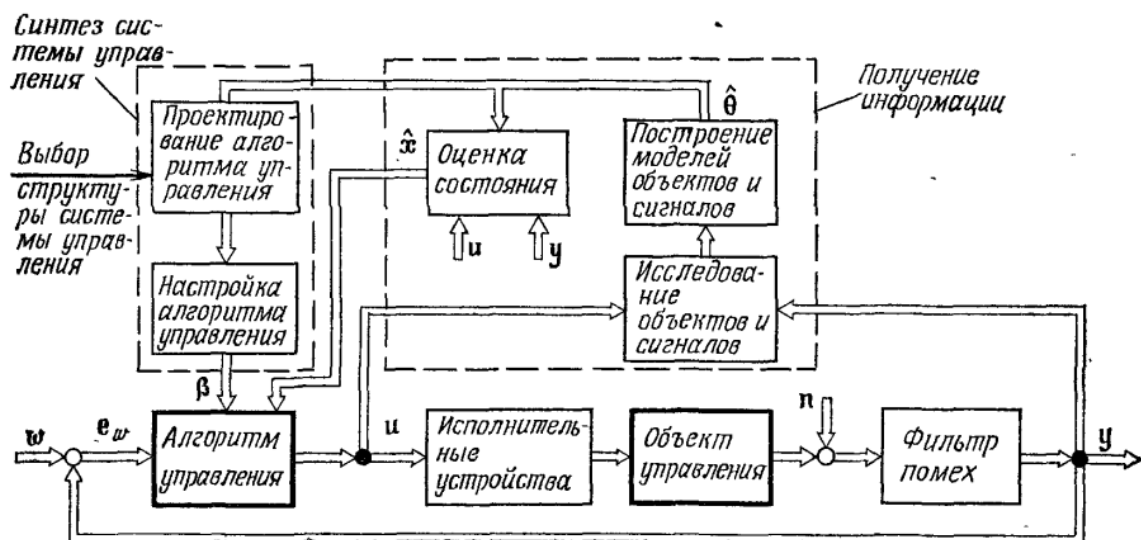 Синтез сис-
темы управ-
ления
Выбор
структу-
ры систе-
мы управ-
ления
Проектиро-
вание алго-
ритма уп-
равления
Настройка
алгоритма
управления
β
x̂
Оценка
состояния
u
y
θ̂
Построение
моделей
объектов и
сигналов
Исследова-
ние
объектов и
сигналов
Получение
информации
w
e_w
Алгоритм
управления
u
Исполнитель-
ные
устройства
Объект
управления
n
Фильтр
помех
y